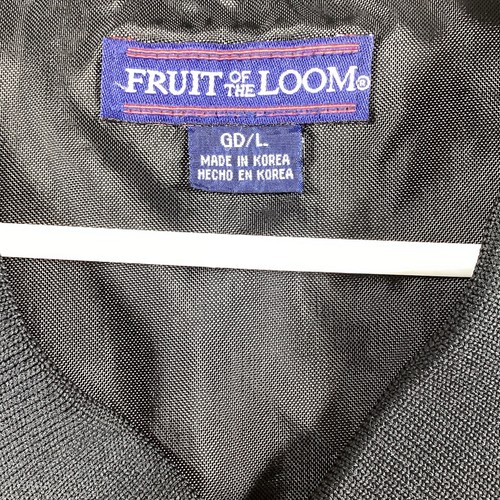 FRUIT OF THE LOOM®
GD/L
MADE IN KOREA
HECHO EN KOREA